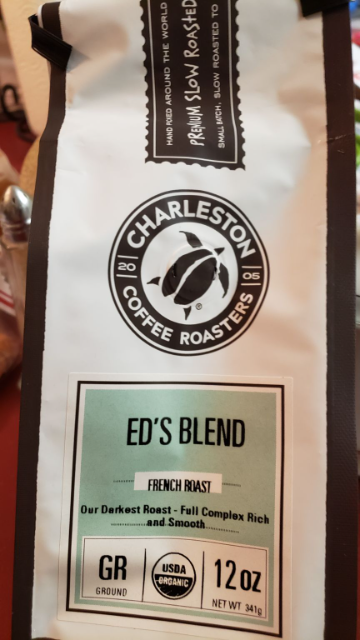 HAND PICKED AROUND THE WORLD
PREMIUM SLOW ROASTED
SMALL BATCH, SLOW ROASTED TO
CHARLESTON
20 05
COFFEE ROASTERS
®
ED'S BLEND
FRENCH ROAST
Our Darkest Roast - Full Complex Rich
and Smooth
GR
GROUND
USDA
ORGANIC
12 OZ
NET WT 341g